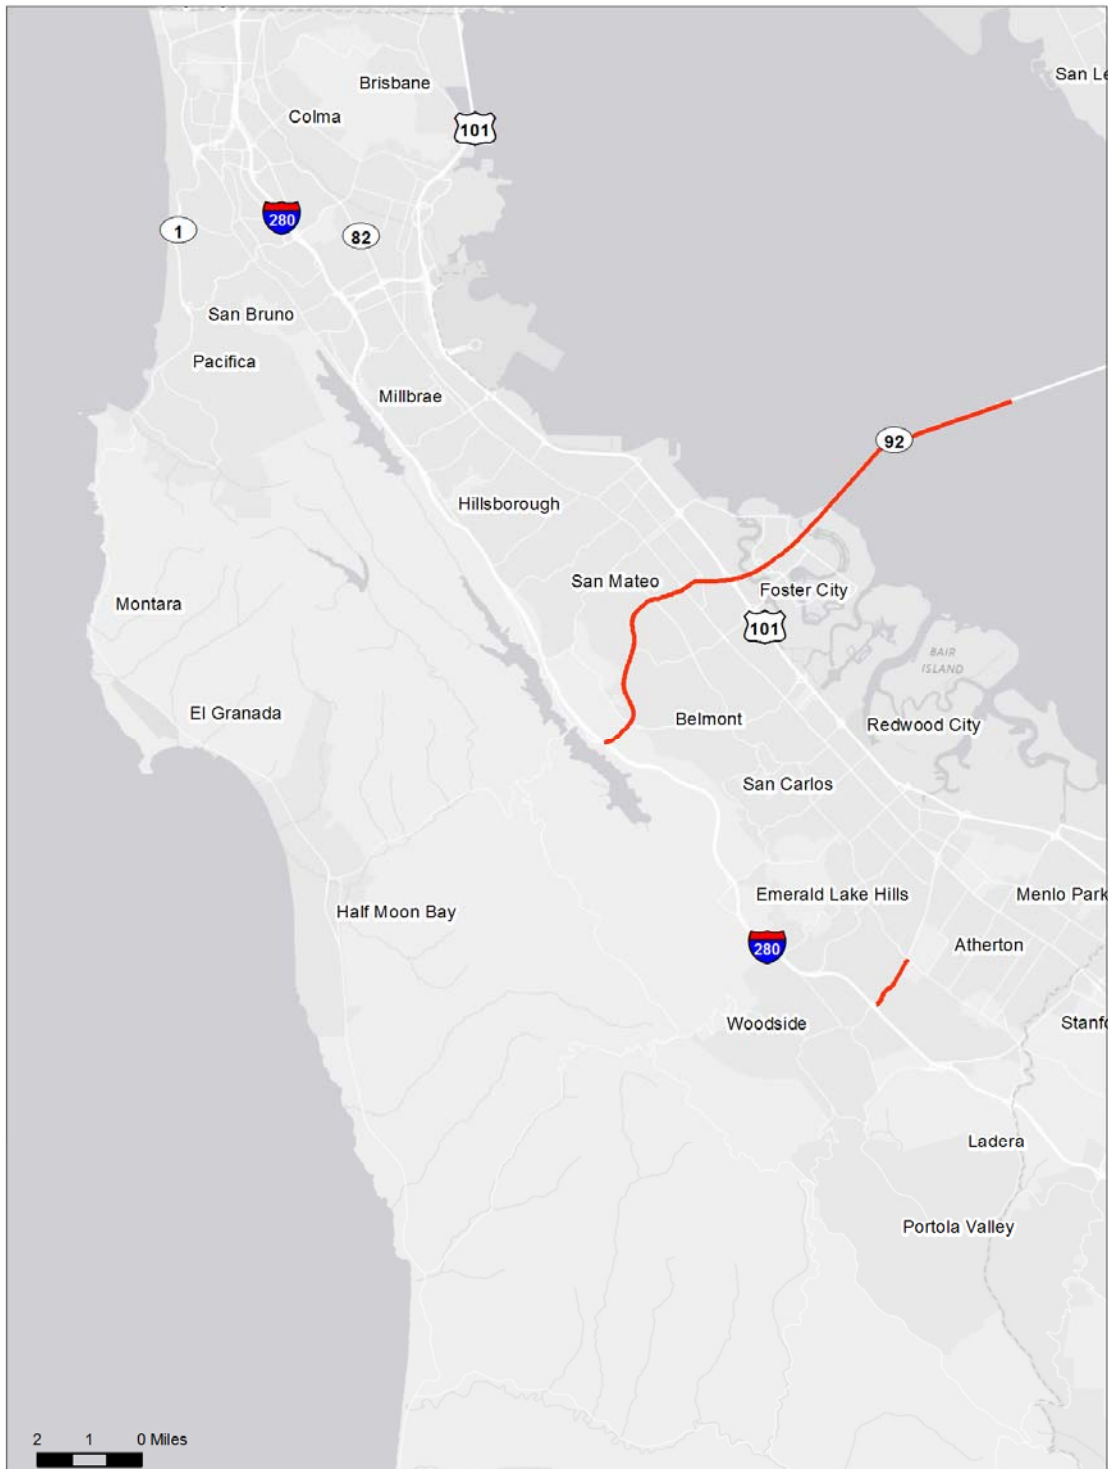 San Le
Brisbane
Colma
101
280
1
82
San Bruno
Pacifica
Millbrae
92
Hillsborough
San Mateo
Foster City
Montara
101
BAIR
ISLAND
El Granada
Belmont
Redwood City
San Carlos
Emerald Lake Hills
Menlo Park
Half Moon Bay
280
Atherton
Woodside
Stanfo
Ladera
Portola Valley
2 1 0 Miles